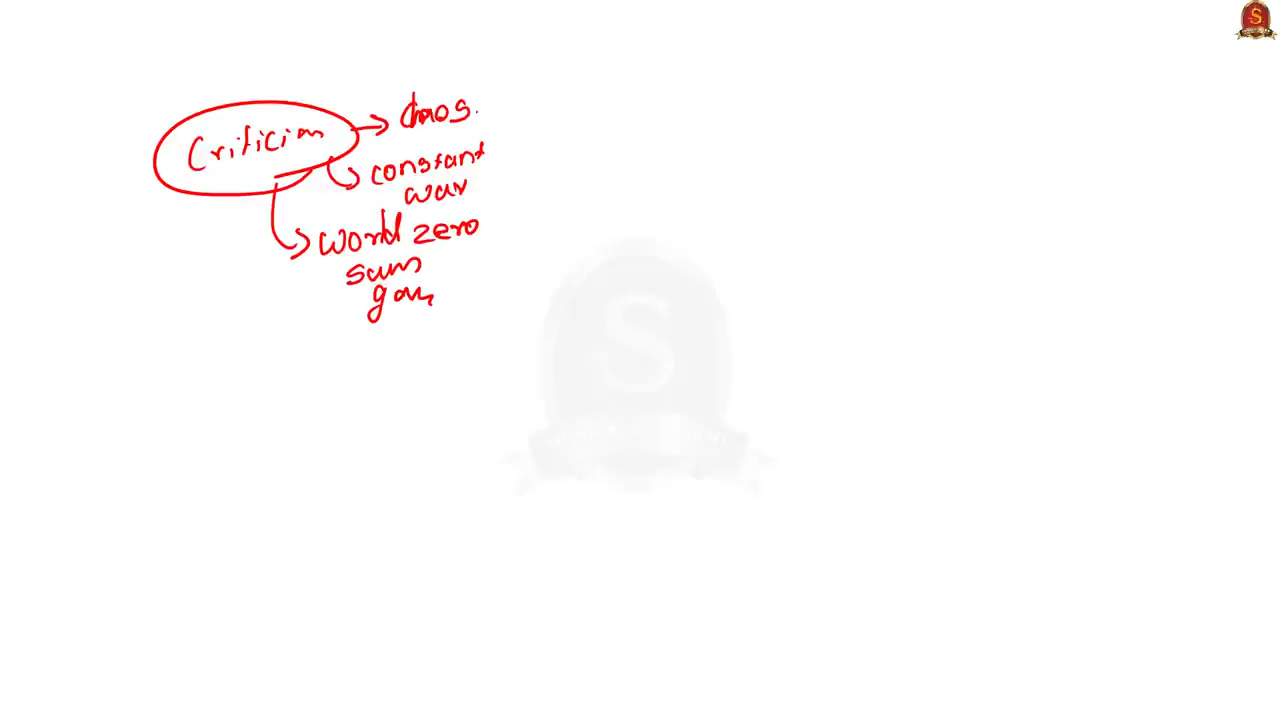 Criticism
chaos.
constant
war
World zero
sum
game
S
S